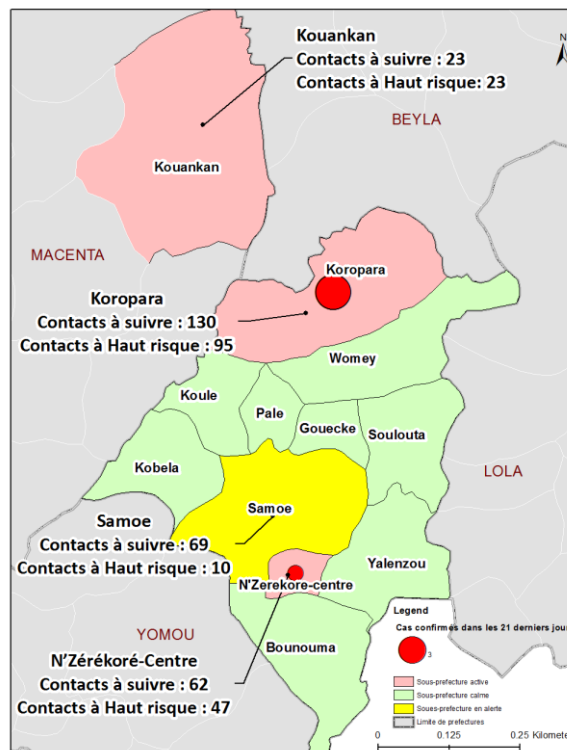 Kouankan
Contacts à suivre : 23
Contacts à Haut risque: 23
N
BEYLA
Kouankan
MACENTA
Koropara
Koropara
Contacts à suivre : 130
Contacts à Haut risque : 95
Womey
Koule
Pale
Gouecke
Soulouta
Kobela
LOLA
Samoe
Samoe
Contacts à suivre : 69
Contacts à Haut risque : 10
Yalenzou
N'Zerekore-centre
YOMOU
Bounouma
N'Zérékoré-Centre
Contacts à suivre : 62
Contacts à Haut risque : 47
Legend
Cas confirmés dans les 21 derniers jou
3
Sous-prefecture active
Sous-prefecture calme
Soues-prefecture en alerte
Limite de prefectures
0 0.125 0.25 Kilomete